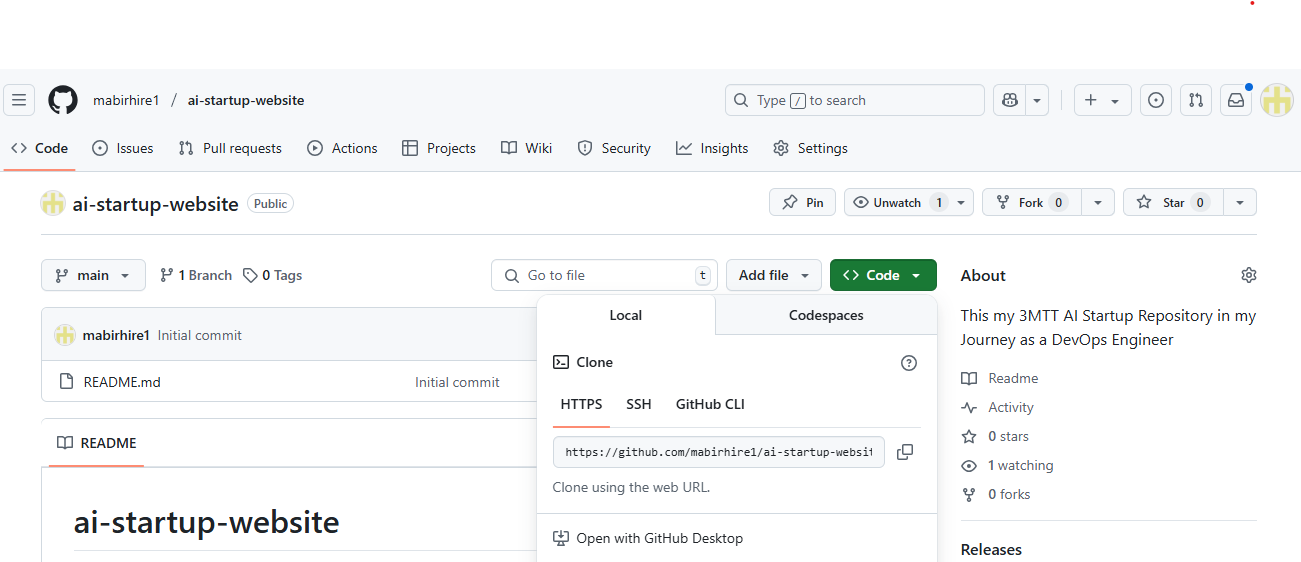 mabirhire1 / ai-startup-website
Type / to search
Code Issues Pull requests Actions Projects Wiki Security Insights Settings
ai-startup-website Public
Pin Unwatch 1 Fork 0 Star 0
main 1 Branch 0 Tags
Go to file t Add file Code
Local Codespaces
mabirhire1 Initial commit
README.md Initial commit
README
ai-startup-website
Clone
HTTPS SSH GitHub CLI
https://github.com/mabirhire1/ai-startup-websit
Clone using the web URL.
Open with GitHub Desktop
About
This my 3MTT AI Startup Repository in my
Journey as a DevOps Engineer
Readme
Activity
0 stars
1 watching
0 forks
Releases